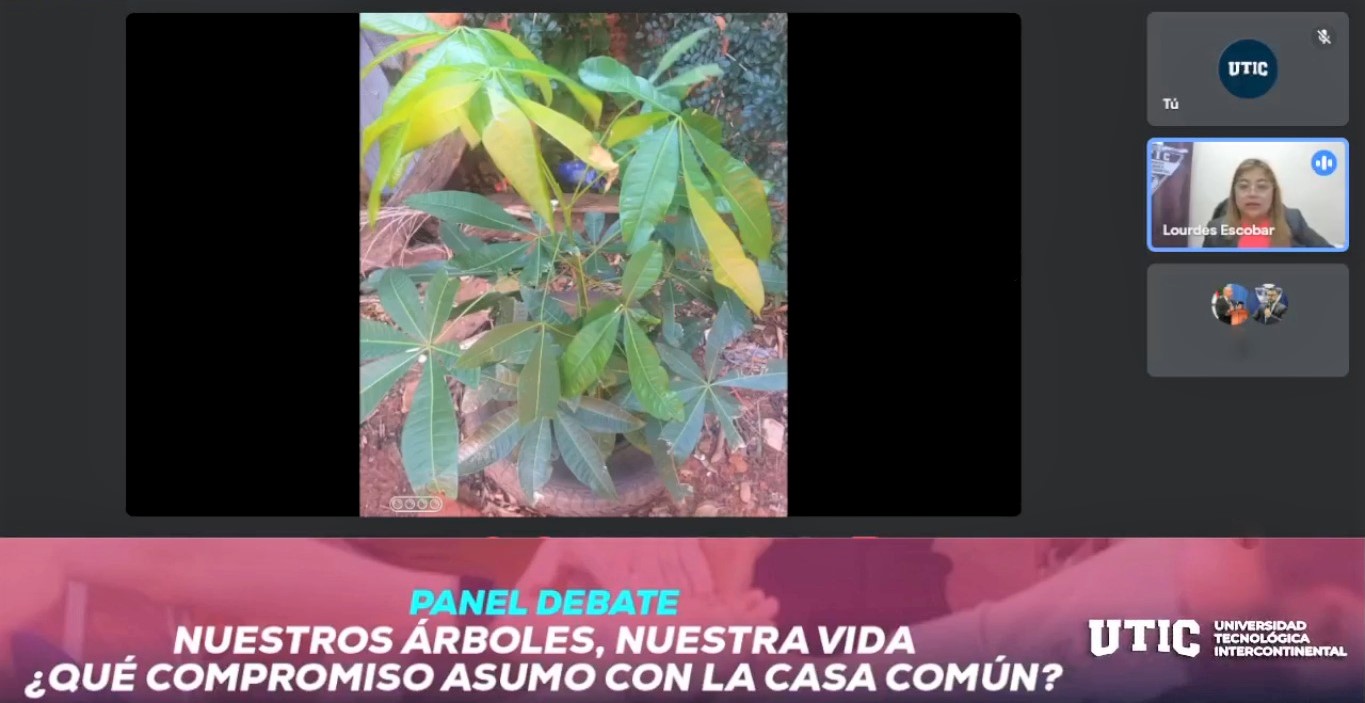 UTIC
Tú
Lourdes Escobar
PANEL DEBATE
NUESTROS ÁRBOLES, NUESTRA VIDA
¿QUÉ COMPROMISO ASUMO CON LA CASA COMÚN?
UTIC
UNIVERSIDAD
TECNOLÓGICA
INTERCONTINENTAL